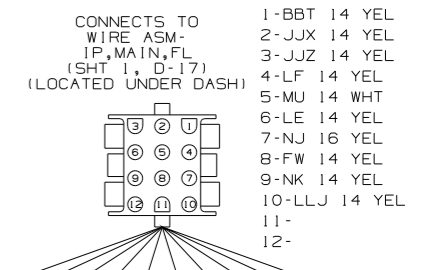 CONNECTS TO
WIRE ASM-
IP,MAIN,FL
(SHT 1, D-17)
(LOCATED UNDER DASH)
1-BBT 14 YEL
2-JJX 14 YEL
3-JJZ 14 YEL
4-LF 14 YEL
5-MU 14 WHT
6-LE 14 YEL
7-NJ 16 YEL
8-FW 14 YEL
9-NK 14 YEL
10-LLJ 14 YEL
11-
12-
3 2 1
6 5 4
9 8 7
12 11 10